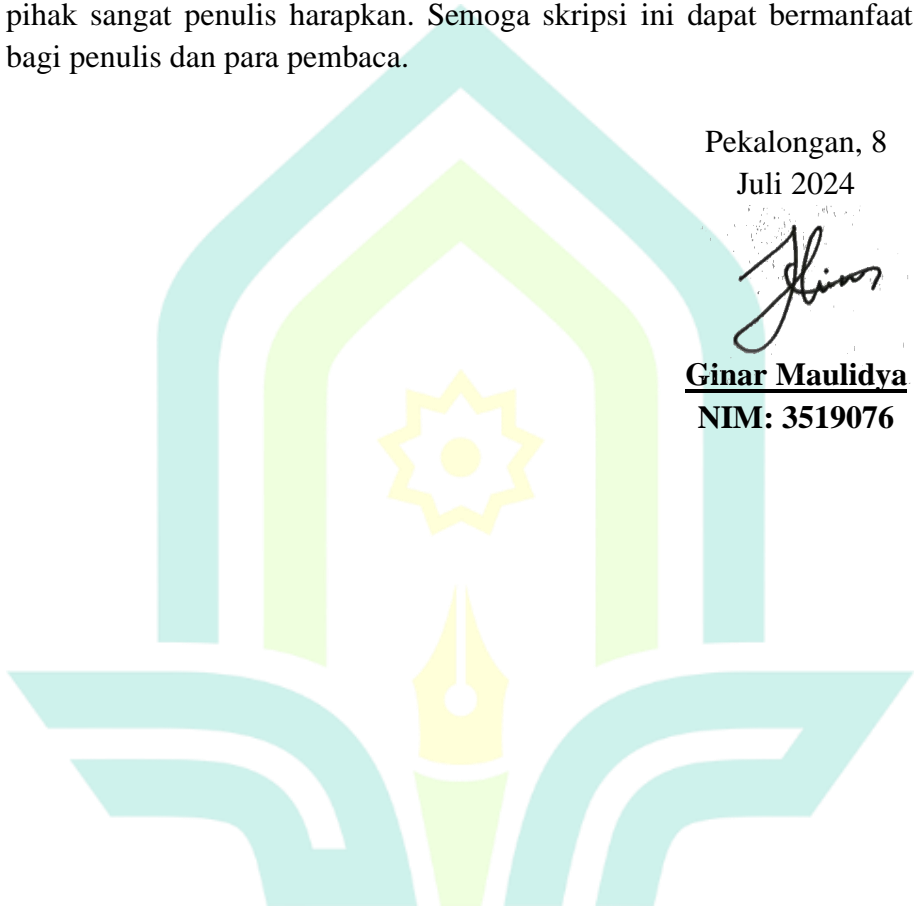 pihak sangat penulis harapkan. Semoga skripsi ini dapat bermanfaat
bagi penulis dan para pembaca.
Pekalongan, 8
Juli 2024
Ginar Maulidya
NIM: 3519076